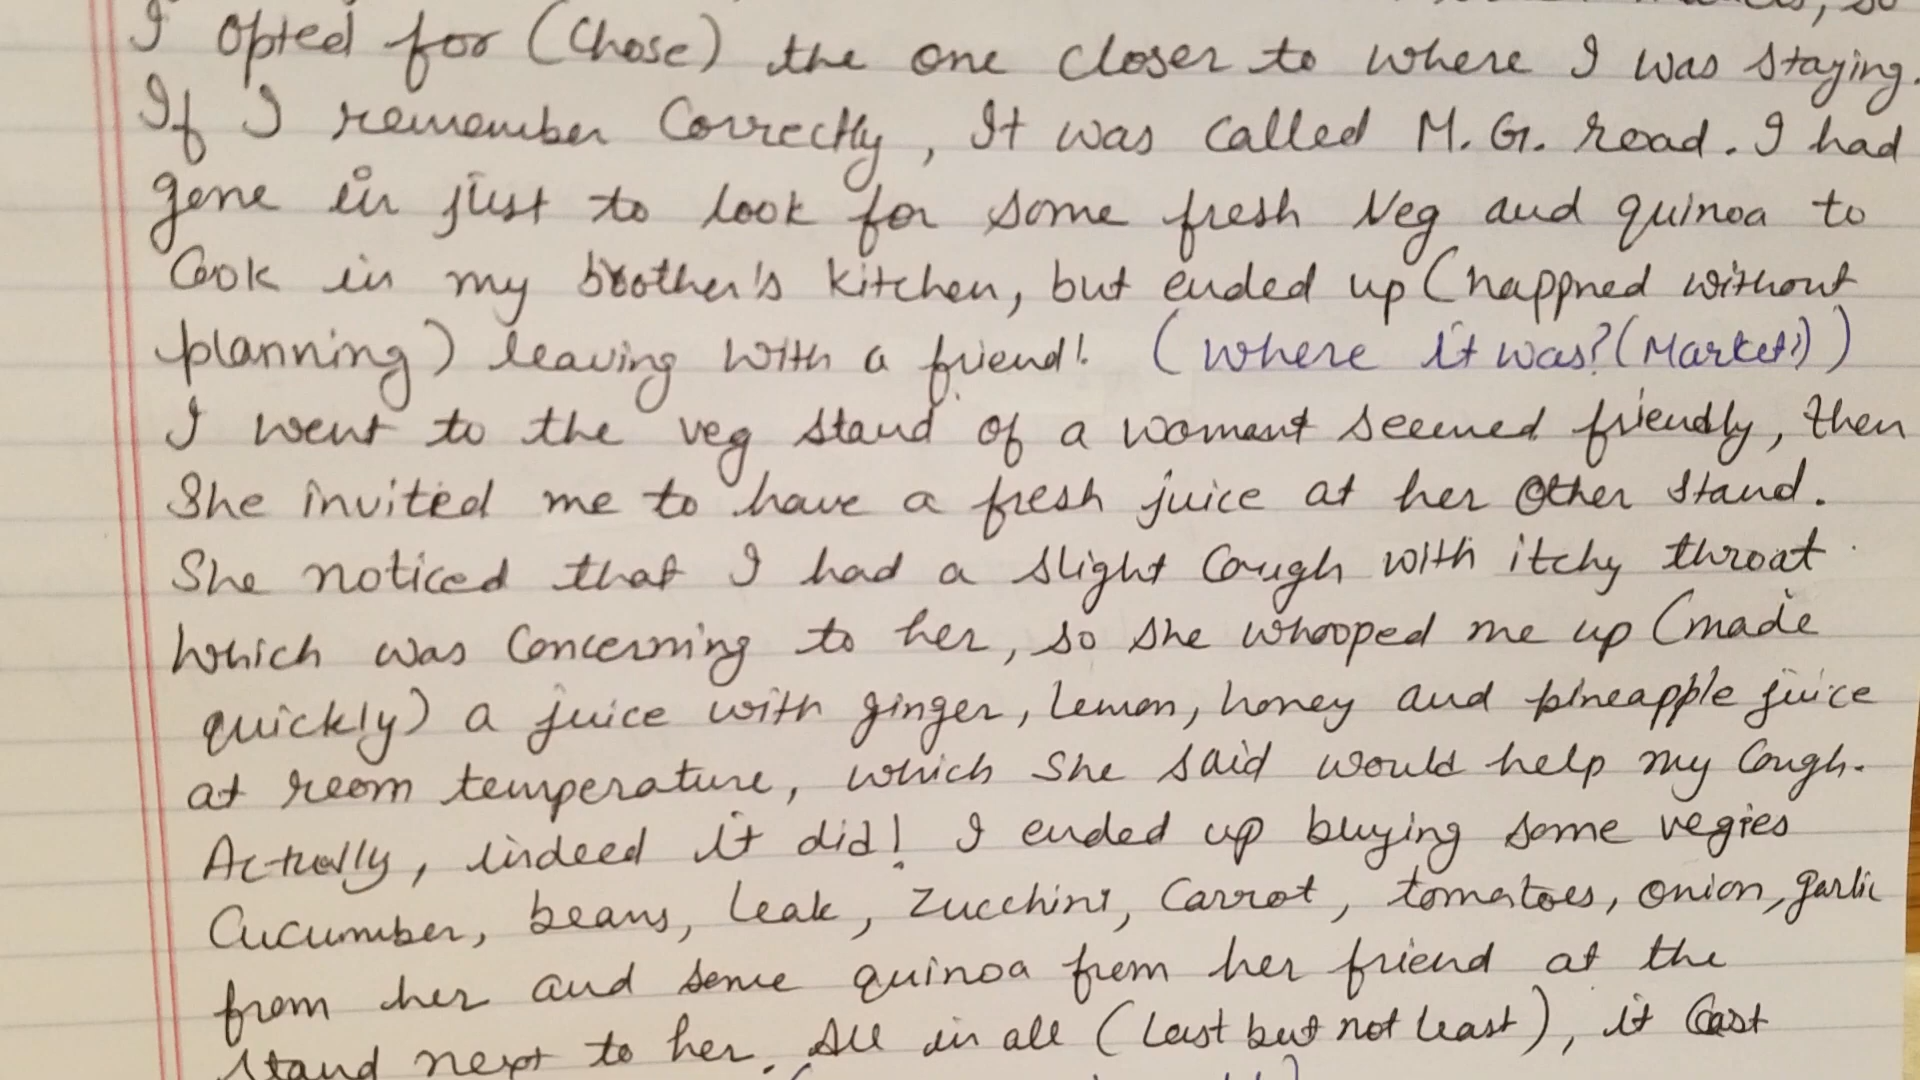 so
I opted for (Chose) the one closer to where I was staying.
If I remember Correctly, It was called M. G. road. I had
gone in just to look for some fresh Veg and quinoa to
Cook in my brother's kitchen, but ended up (happned without
planning) leaving with a friend! (where it was? (Market))
I went to the veg stand of a womant seemed friendly, then
She invited me to have a fresh juice at her Other stand.
She noticed that I had a slight Cough with itchy throat
which was Concerning to her, so she whooped me up (made
quickly) a juice with ginger, lemon, honey and pineapple juice
at room temperature, which she said would help my Cough.
Actually, indeed it did! I ended up buying some vegies
Cucumber, beans, leak, Zucchini, Carrot, tomatoes, onion, garlic
from her and some quinoa from her friend at the
stand next to her. All in all (last but not least), it Cost